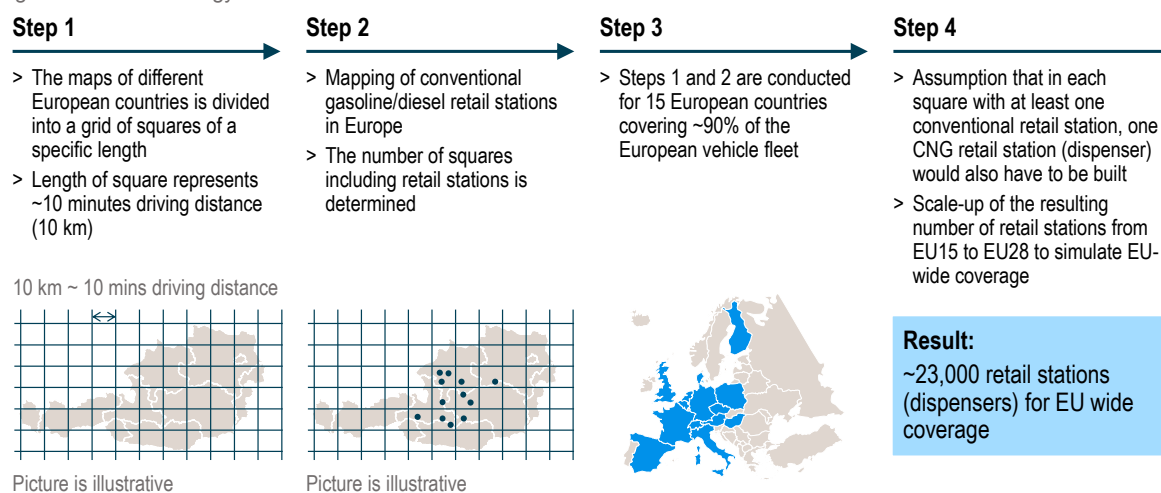 Step 1
> The maps of different
European countries is divided
into a grid of squares of a
specific length
> Length of square represents
~10 minutes driving distance
(10 km)
10 km ~ 10 mins driving distance
Picture is illustrative
Step 2
> Mapping of conventional
gasoline/diesel retail stations
in Europe
> The number of squares
including retail stations is
determined
Picture is illustrative
Step 3
> Steps 1 and 2 are conducted
for 15 European countries
covering ~90% of the
European vehicle fleet
Step 4
> Assumption that in each
square with at least one
conventional retail station, one
CNG retail station (dispenser)
would also have to be built
> Scale-up of the resulting
number of retail stations from
EU15 to EU28 to simulate EU-
wide coverage
Result:
~23,000 retail stations
(dispensers) for EU wide
coverage